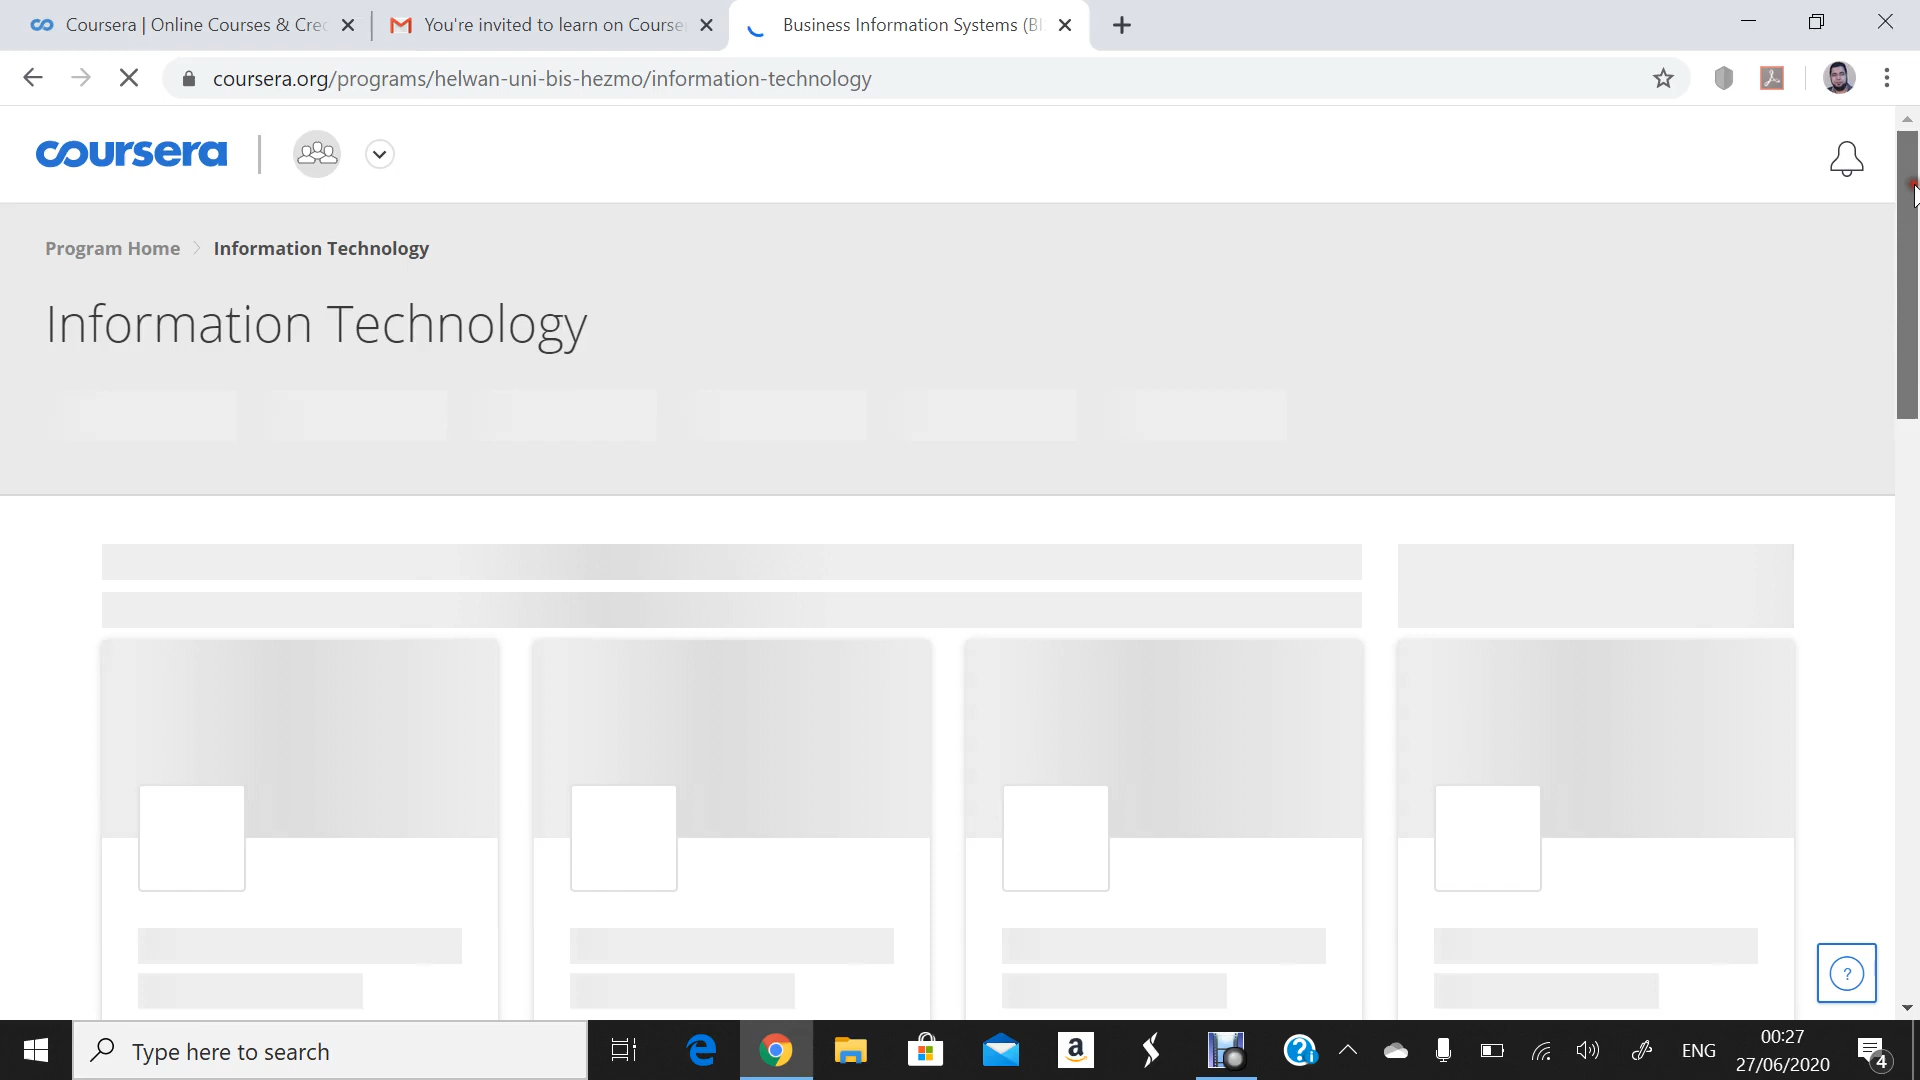 Coursera | Online Courses & Cred
You're invited to learn on Course
Business Information Systems (BI
coursera.org/programs/helwan-uni-bis-hezmo/information-technology
coursera
Program Home > Information Technology
Information Technology
?
Type here to search
a
?
ENG
00:27
27/06/2020
4